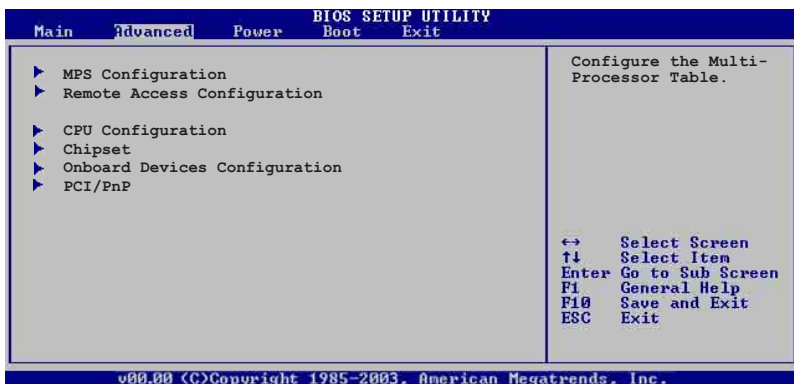 BIOS SETUP UTILITY
Main Advanced Power Boot Exit
MPS Configuration
Remote Access Configuration
CPU Configuration
Chipset
Onboard Devices Configuration
PCI/PnP
Configure the Multi-
Processor Table.
↔ Select Screen
↑↓ Select Item
Enter Go to Sub Screen
F1 General Help
F10 Save and Exit
ESC Exit
v00.00 (C)Copyright 1985-2003, American Megatrends, Inc.